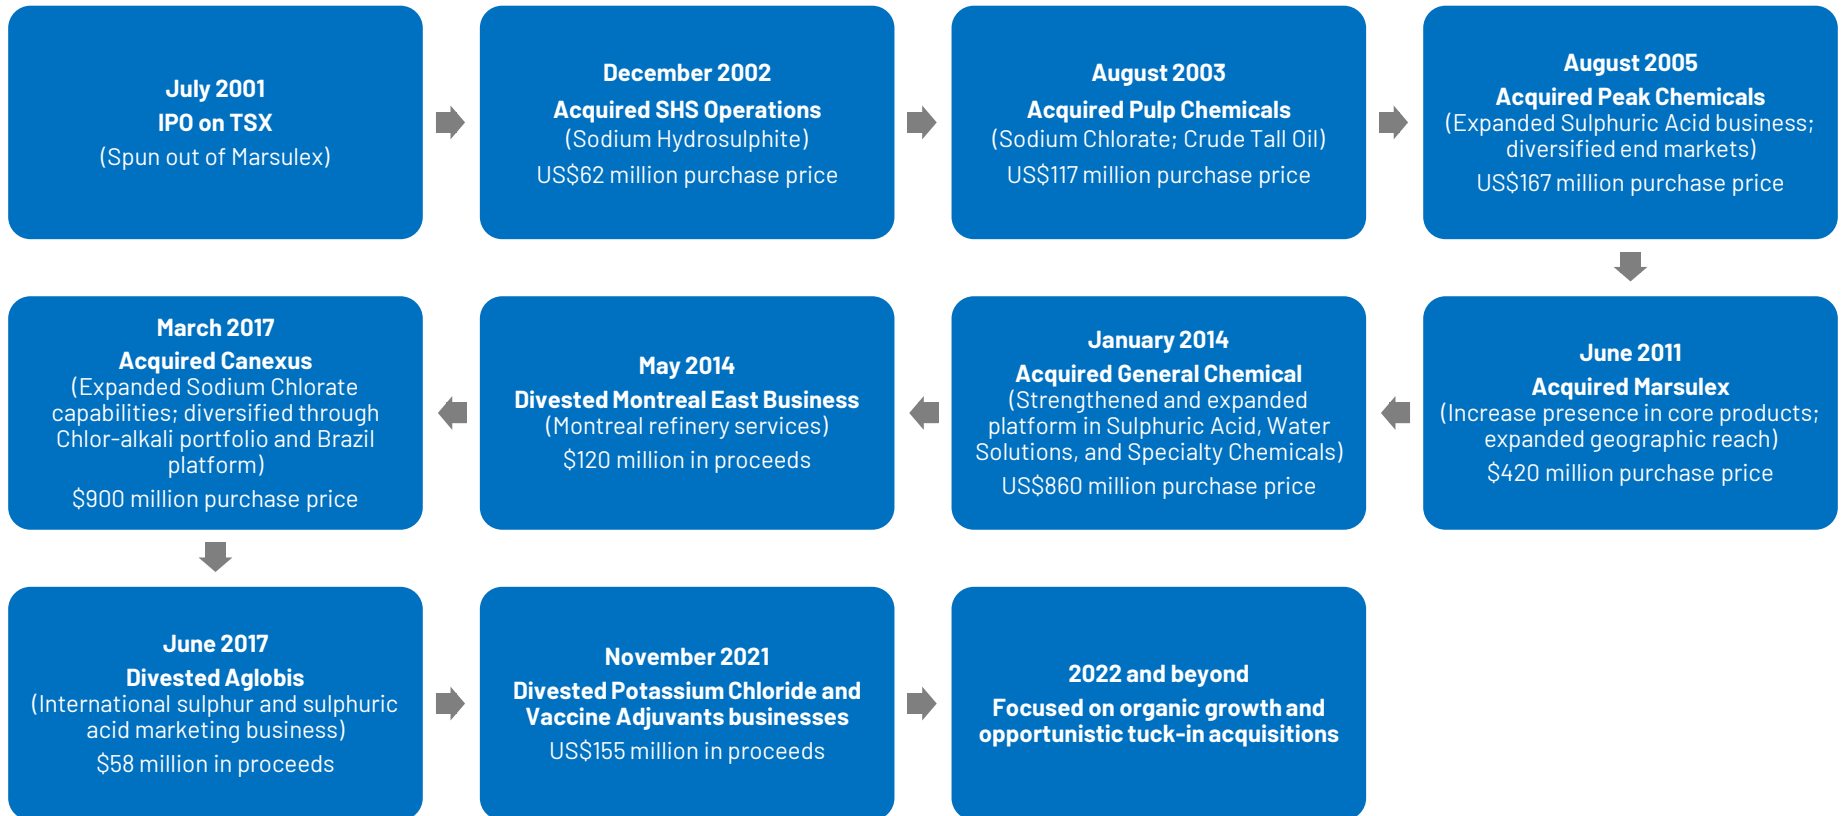 July 2001
IPO on TSX
(Spun out of Marsulex)
December 2002
Acquired SHS Operations
(Sodium Hydrosulphite)
US$62 million purchase price
August 2003
Acquired Pulp Chemicals
(Sodium Chlorate; Crude Tall Oil)
US$117 million purchase price
August 2005
Acquired Peak Chemicals
(Expanded Sulphuric Acid business;
diversified end markets)
US$167 million purchase price
June 2011
Acquired Marsulex
(Increase presence in core products;
expanded geographic reach)
$420 million purchase price
January 2014
Acquired General Chemical
(Strengthened and expanded
platform in Sulphuric Acid, Water
Solutions, and Specialty Chemicals)
US$860 million purchase price
May 2014
Divested Montreal East Business
(Montreal refinery services)
$120 million in proceeds
March 2017
Acquired Canexus
(Expanded Sodium Chlorate
capabilities; diversified through
Chlor-alkali portfolio and Brazil
platform)
$900 million purchase price
June 2017
Divested Aglobis
(International sulphur and sulphuric
acid marketing business)
$58 million in proceeds
November 2021
Divested Potassium Chloride and
Vaccine Adjuvants businesses
US$155 million in proceeds
2022 and beyond
Focused on organic growth and
opportunistic tuck-in acquisitions